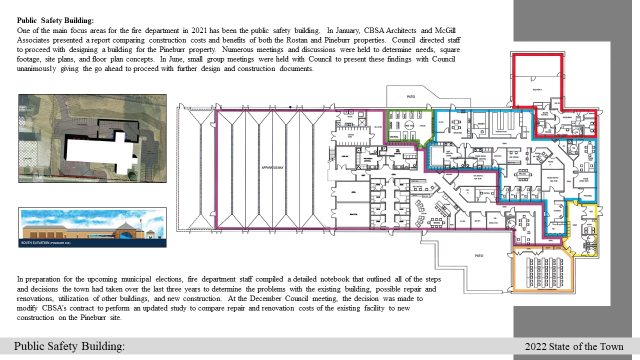 Public Safety Building:
One of the main focus areas for the fire department in 2021 has been the public safety building. In January, CBSA Architects and McGill
Associates presented a report comparing construction costs and benefits of both the Rostan and Pineburr properties. Council directed staff
to proceed with designing a building for the Pineburr property. Numerous meetings and discussions were held to determine needs, square
footage, site plans, and floor plan concepts. In June, small group meetings were held with Council to present these findings with Council
unanimously giving the go ahead to proceed with further design and construction documents.
PATIO
APPARATUS BAY
SOUTH ELEVATION
PATIO
In preparation for the upcoming municipal elections, fire department staff compiled a detailed notebook that outlined all of the steps
and decisions the town had taken over the last three years to determine the problems with the existing building, possible repair and
renovations, utilization of other buildings, and new construction. At the December Council meeting, the decision was made to
modify CBSA's contract to perform an updated study to compare repair and renovation costs of the existing facility to new
construction on the Pineburr site.
Public Safety Building:
2022 State of the Town